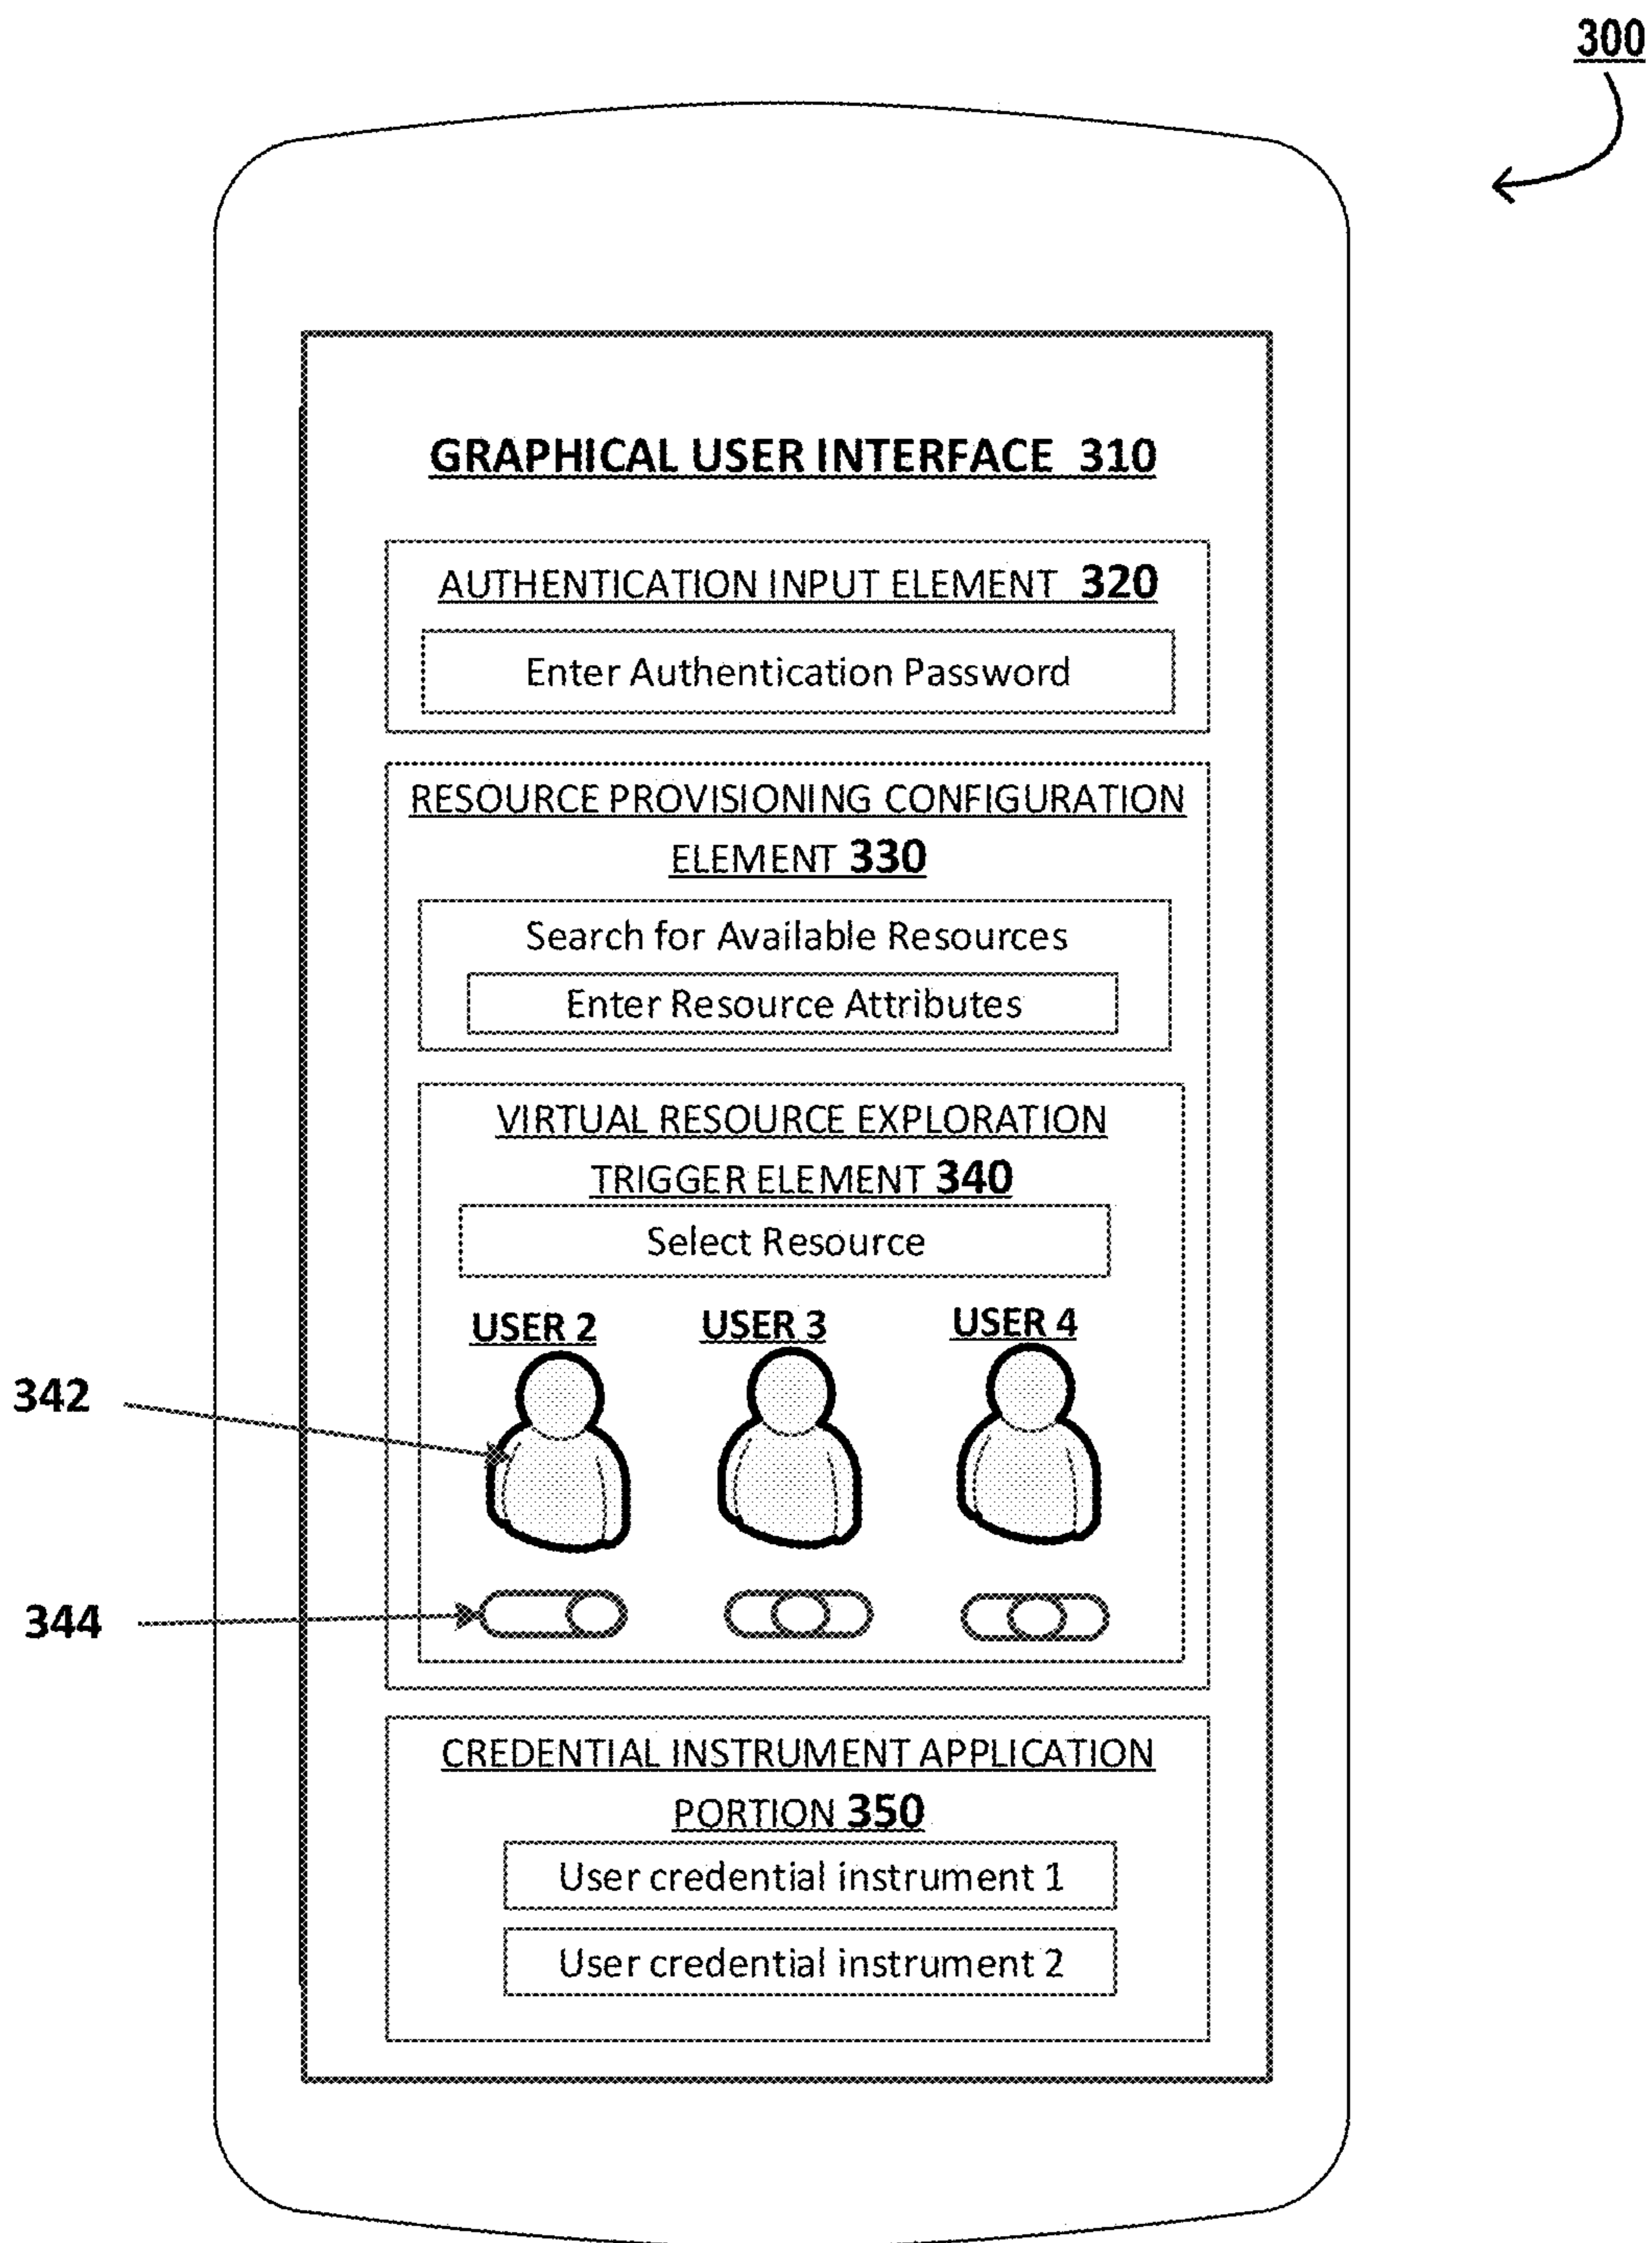 300
GRAPHICAL USER INTERFACE 310
AUTHENTICATION INPUT ELEMENT 320
Enter Authentication Password
RESOURCE PROVISIONING CONFIGURATION
ELEMENT 330
Search for Available Resources
Enter Resource Attributes
VIRTUAL RESOURCE EXPLORATION
TRIGGER ELEMENT 340
Select Resource
USER 2 USER 3 USER 4
342
344
CREDENTIAL INSTRUMENT APPLICATION
PORTION 350
User credential instrument 1
User credential instrument 2